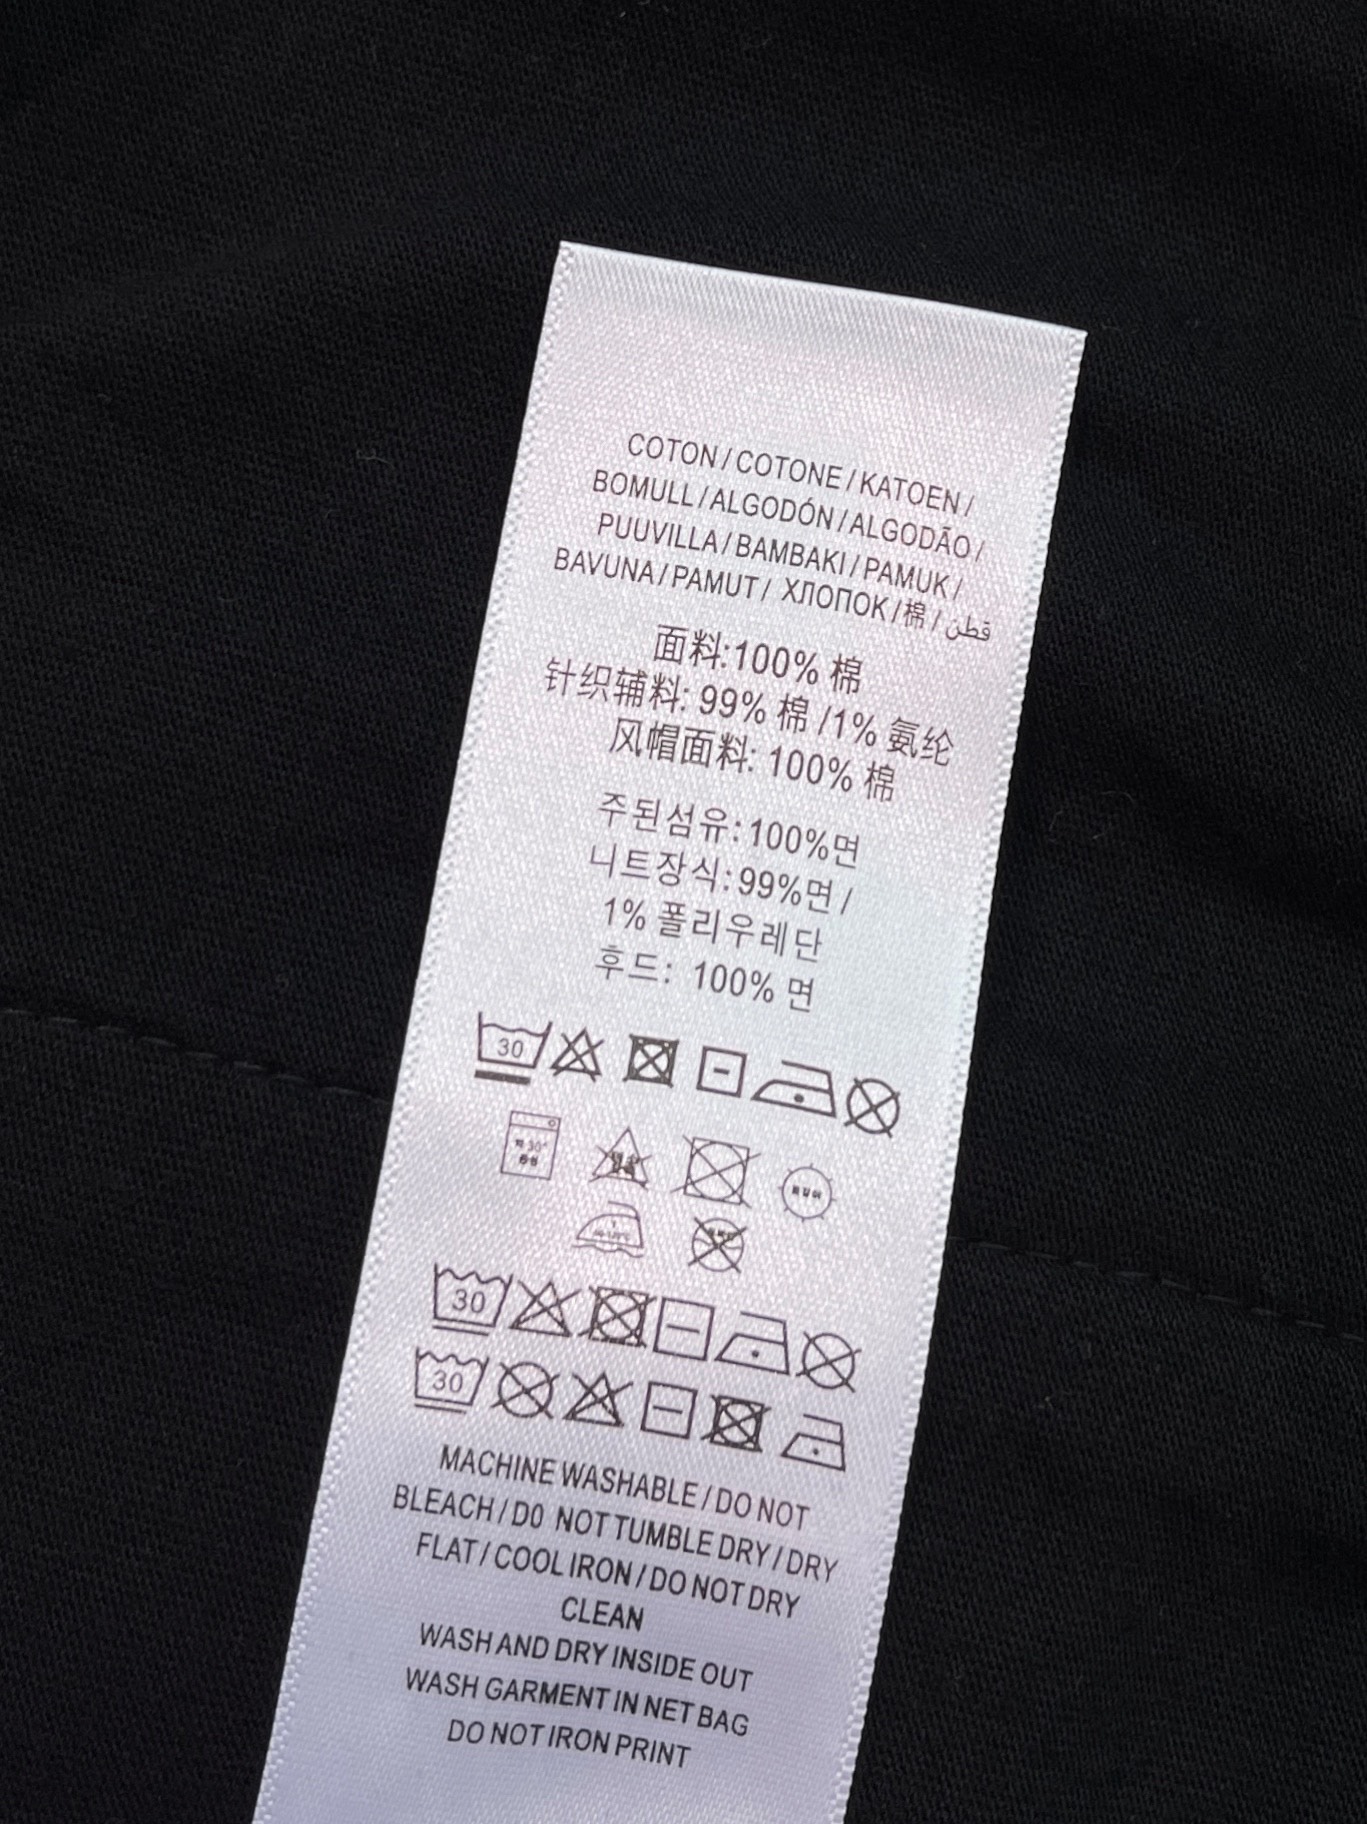 COTON / COTONE / KATOEN /
BOMULL / ALGODÓN / ALGODÃO /
PUUVILLA / BAMBAKI / PAMUK /
BAVUNA / PAMUT / ХЛОПОК / 棉 / قطن
面料:100% 棉
针织辅料: 99% 棉 /1% 氨纶
风帽面料: 100% 棉
주된섬유: 100%면
니트장식: 99%면 /
1% 폴리우레단
후드: 100% 면
30
30°
30
30
MACHINE WASHABLE / DO NOT
BLEACH / D0 NOT TUMBLE DRY / DRY
FLAT / COOL IRON / DO NOT DRY
CLEAN
WASH AND DRY INSIDE OUT
WASH GARMENT IN NET BAG
DO NOT IRON PRINT